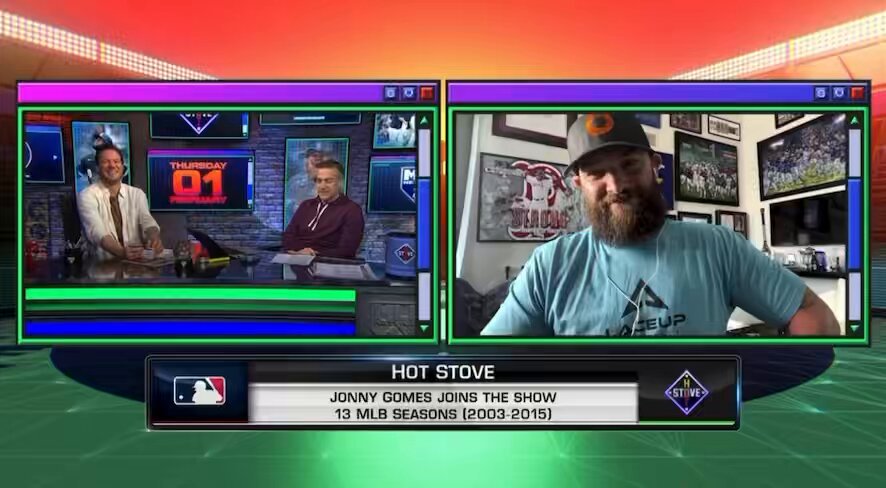 THURSDAY
01
FEBRUARY
LACEUP
HOT STOVE
JONNY GOMES JOINS THE SHOW
13 MLB SEASONS (2003-2015)
H
STOVE